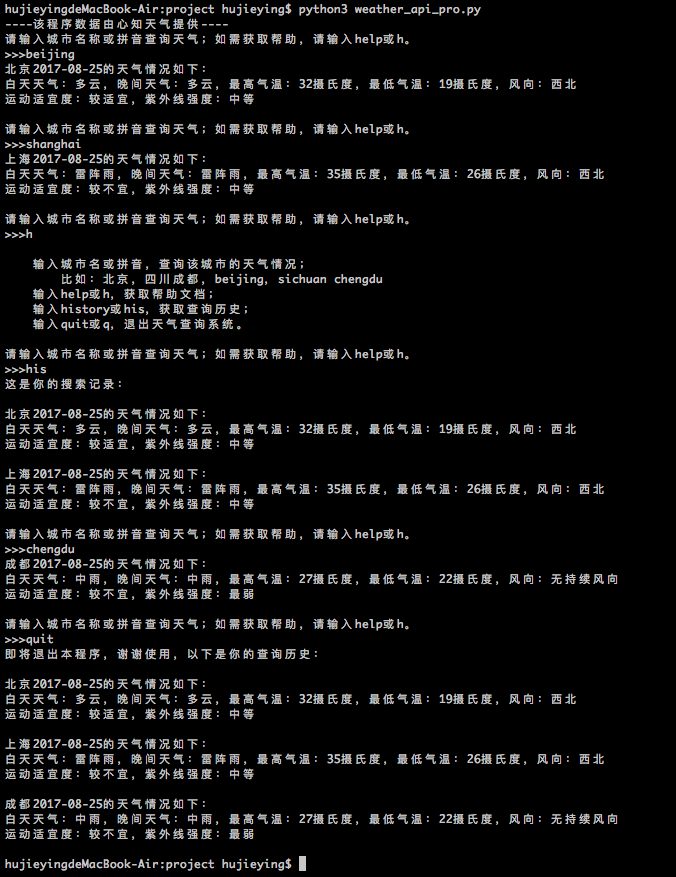 hujieyingdeMacBook-Air:project hujieying$ python3 weather_api_pro.py
----该程序数据由心知天气提供----
请输入城市名称或拼音查询天气；如需获取帮助，请输入help或h。
>>>beijing
北京2017-08-25的天气情况如下：
白天天气：多云，晚间天气：多云，最高气温：32摄氏度，最低气温：19摄氏度，风向：西北
运动适宜度：较适宜，紫外线强度：中等
请输入城市名称或拼音查询天气；如需获取帮助，请输入help或h。
>>>shanghai
上海2017-08-25的天气情况如下：
白天天气：雷阵雨，晚间天气：雷阵雨，最高气温：35摄氏度，最低气温：26摄氏度，风向：西北
运动适宜度：较不宜，紫外线强度：中等
请输入城市名称或拼音查询天气；如需获取帮助，请输入help或h。
>>>h
输入城市名或拼音，查询该城市的天气情况；
比如：北京，四川成都，beijing，sichuan chengdu
输入help或h，获取帮助文档；
输入history或his，获取查询历史；
输入quit或q，退出天气查询系统。
请输入城市名称或拼音查询天气；如需获取帮助，请输入help或h。
>>>his
这是你的搜索记录：
北京2017-08-25的天气情况如下：
白天天气：多云，晚间天气：多云，最高气温：32摄氏度，最低气温：19摄氏度，风向：西北
运动适宜度：较适宜，紫外线强度：中等
上海2017-08-25的天气情况如下：
白天天气：雷阵雨，晚间天气：雷阵雨，最高气温：35摄氏度，最低气温：26摄氏度，风向：西北
运动适宜度：较不宜，紫外线强度：中等
请输入城市名称或拼音查询天气；如需获取帮助，请输入help或h。
>>>chengdu
成都2017-08-25的天气情况如下：
白天天气：中雨，晚间天气：中雨，最高气温：27摄氏度，最低气温：22摄氏度，风向：无持续风向
运动适宜度：较不宜，紫外线强度：最弱
请输入城市名称或拼音查询天气；如需获取帮助，请输入help或h。
>>>quit
即将退出本程序，谢谢使用，以下是你的查询历史：
北京2017-08-25的天气情况如下：
白天天气：多云，晚间天气：多云，最高气温：32摄氏度，最低气温：19摄氏度，风向：西北
运动适宜度：较适宜，紫外线强度：中等
上海2017-08-25的天气情况如下：
白天天气：雷阵雨，晚间天气：雷阵雨，最高气温：35摄氏度，最低气温：26摄氏度，风向：西北
运动适宜度：较不宜，紫外线强度：中等
成都2017-08-25的天气情况如下：
白天天气：中雨，晚间天气：中雨，最高气温：27摄氏度，最低气温：22摄氏度，风向：无持续风向
运动适宜度：较不宜，紫外线强度：最弱
hujieyingdeMacBook-Air:project hujieying$